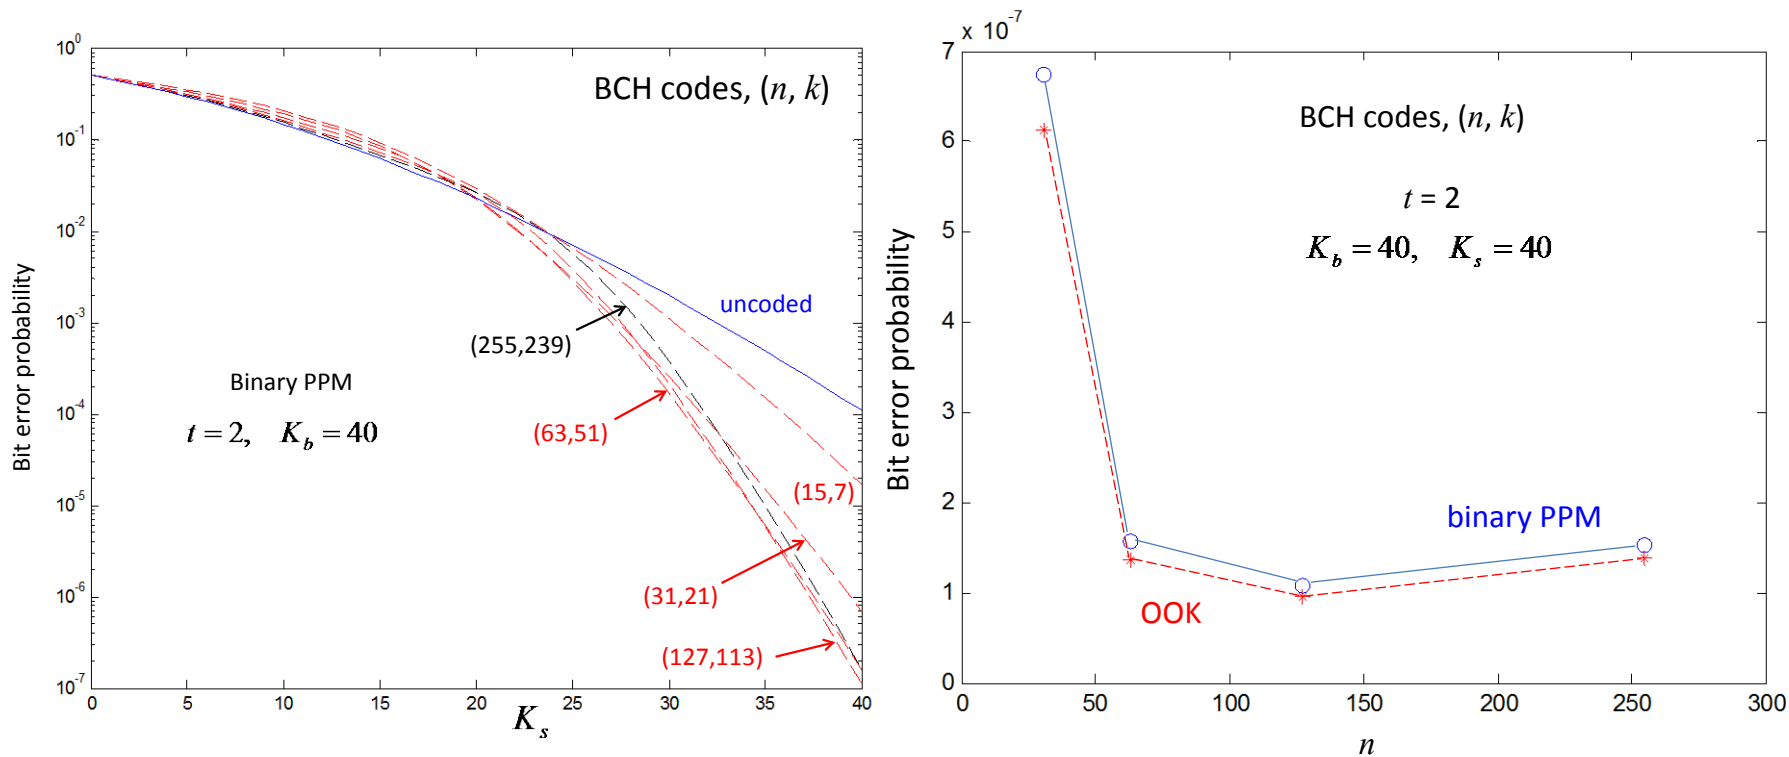 10^0
10^-1
10^-2
10^-3
10^-4
10^-5
10^-6
10^-7
Bit error probability
BCH codes, (n, k)
uncoded
(255,239)
Binary PPM
t = 2, K_b = 40
(63,51)
(15,7)
(31,21)
(127,113)
0 5 10 15 20 25 30 35 40
K_s
x 10^-7
7
6
5
4
3
2
1
0
Bit error probability
BCH codes, (n, k)
t = 2
K_b = 40, K_s = 40
binary PPM
OOK
0 50 100 150 200 250 300
n